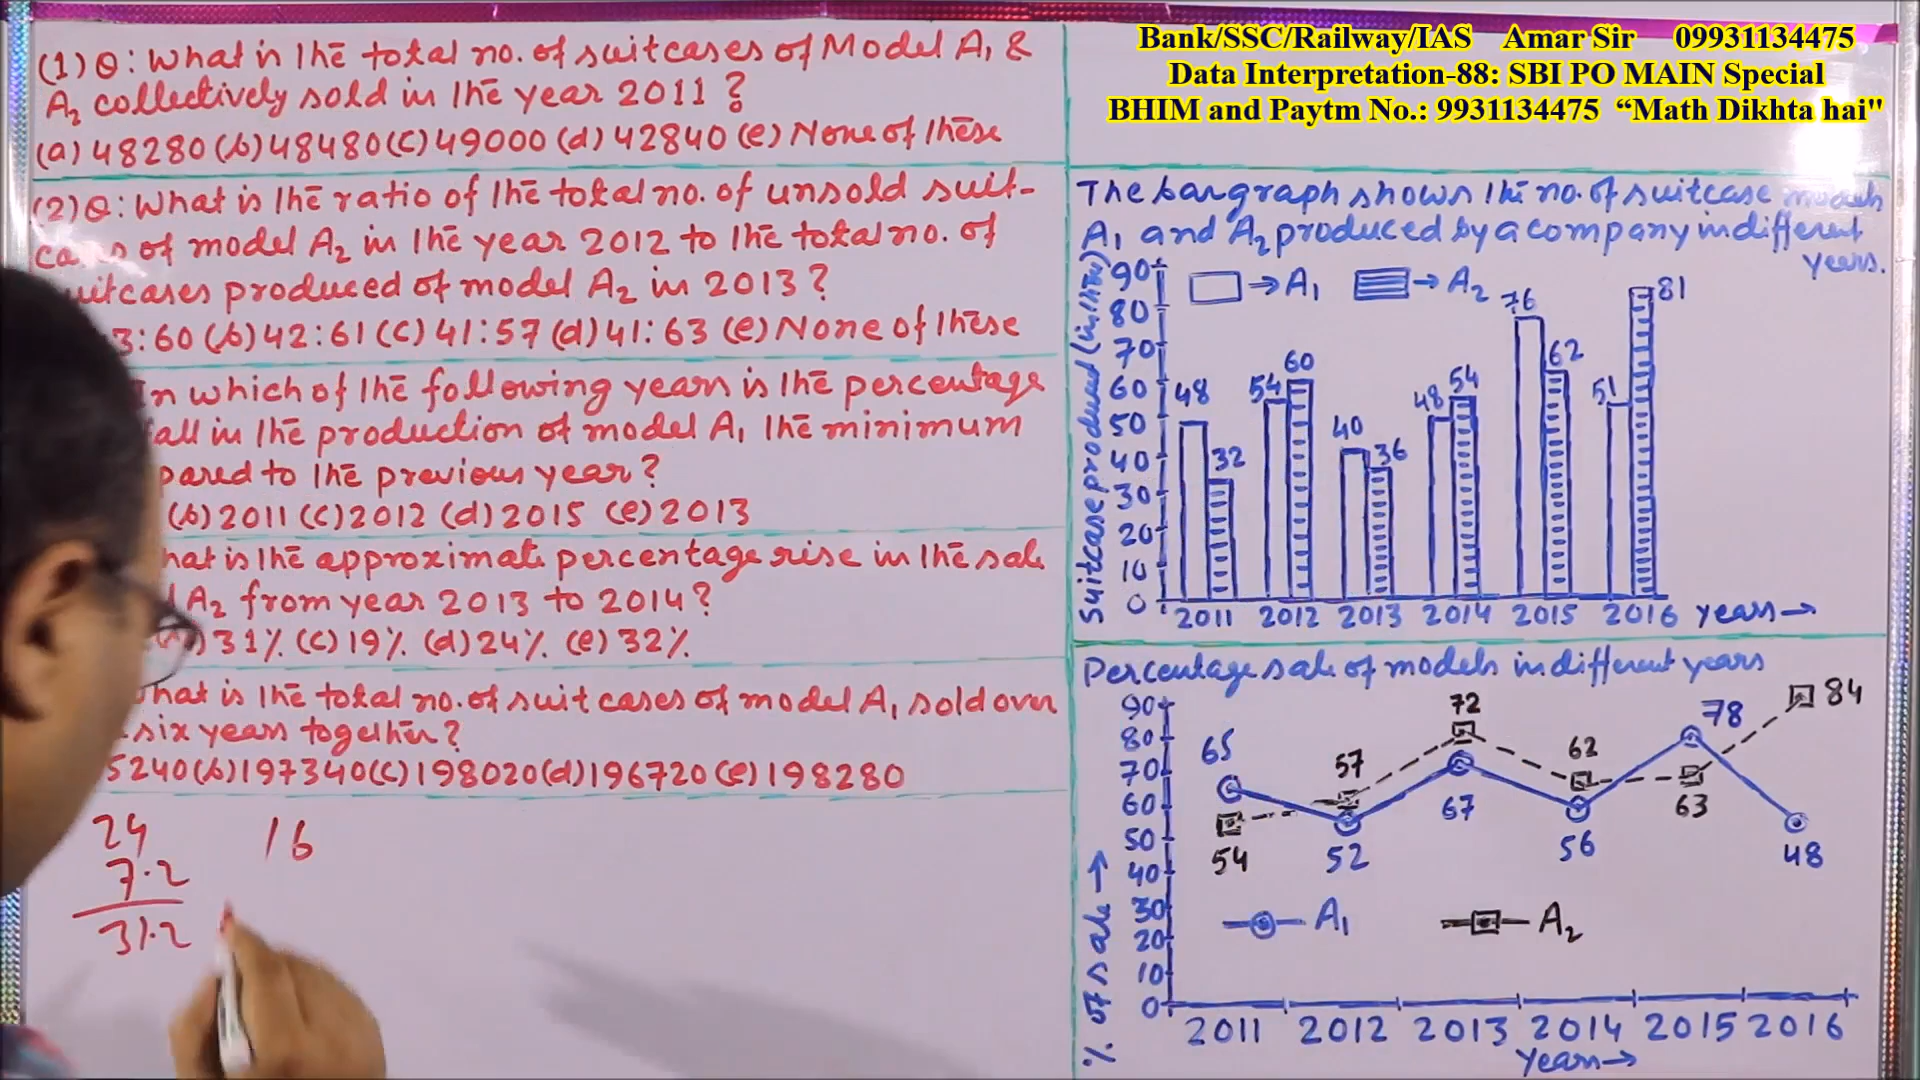 Bank/SSC/Railway/IAS Amar Sir 09931134475
Data Interpretation-88: SBI PO MAIN Special
BHIM and Paytm No.: 9931134475 “Math Dikhta hai"
(1) Q: What is the total no. of suitcases of Model A1 &
A2 collectively sold in the year 2011?
(a) 48280 (b) 48480 (c) 49000 (d) 42840 (e) None of these
(2) Q: What is the ratio of the total no. of unsold suit-
of model A2 in the year 2012 to the total no. of
uitcases produced of model A2 in 2013?
3:60 (b) 42:61 (c) 41:57 (d) 41:63 (e) None of these
In which of the following years is the percentage
all in the production of model A1 the minimum
pared to the previous year?
(b) 2011 (c) 2012 (d) 2015 (e) 2013
hat is the approximate percentage rise in the sale
A2 from year 2013 to 2014?
31% (c) 19% (d) 24% (e) 32%
hat is the total no. of suitcases of model A1 sold over
six years together?
5240 (b) 197340 (c) 198020 (d) 196720 (e) 198280
24
7.2
31.2
16
The bargraph shows the no. of suitcase models
A1 and A2 produced by a company in different
years.
Suitcase produced
90
80
70
60
50
40
30
20
10
0
→ A1
→ A2
48
32
54
60
40
36
48
54
76
62
51
81
2011 2012 2013 2014 2015 2016 years →
Percentage sale of models in different years
% of sale →
90
80
70
60
50
40
30
20
10
0
65
54
57
52
72
67
62
56
78
63
84
48
A1
A2
2011 2012 2013 2014 2015 2016
Years →